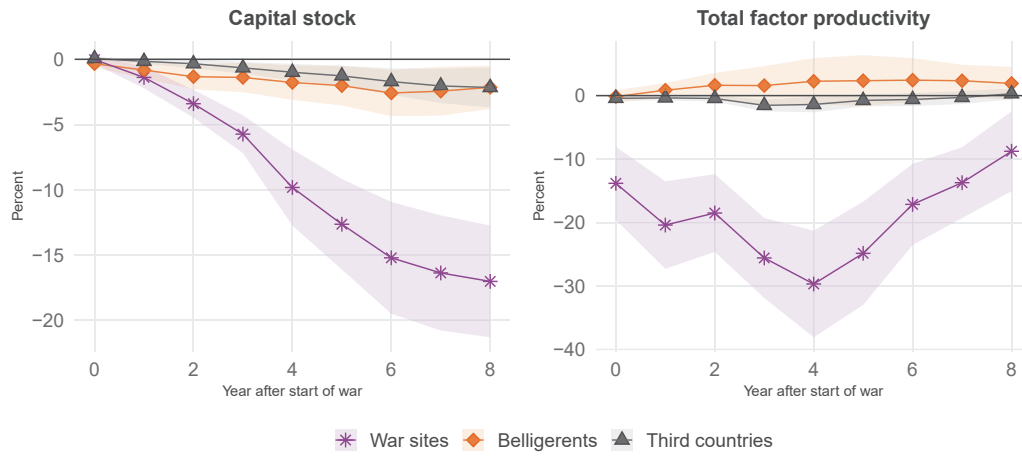 Capital stock
0
−5
−10
−15
−20
Percent
0 2 4 6 8
Year after start of war
Total factor productivity
0
−10
−20
−30
−40
Percent
0 2 4 6 8
Year after start of war
War sites Belligerents Third countries